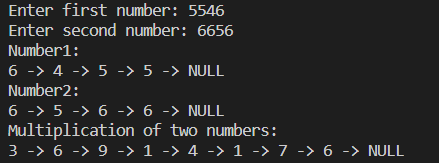 Enter first number: 5546
Enter second number: 6656
Number1:
6 -> 4 -> 5 -> 5 -> NULL
Number2:
6 -> 5 -> 6 -> 6 -> NULL
Multiplication of two numbers:
3 -> 6 -> 9 -> 1 -> 4 -> 1 -> 7 -> 6 -> NULL